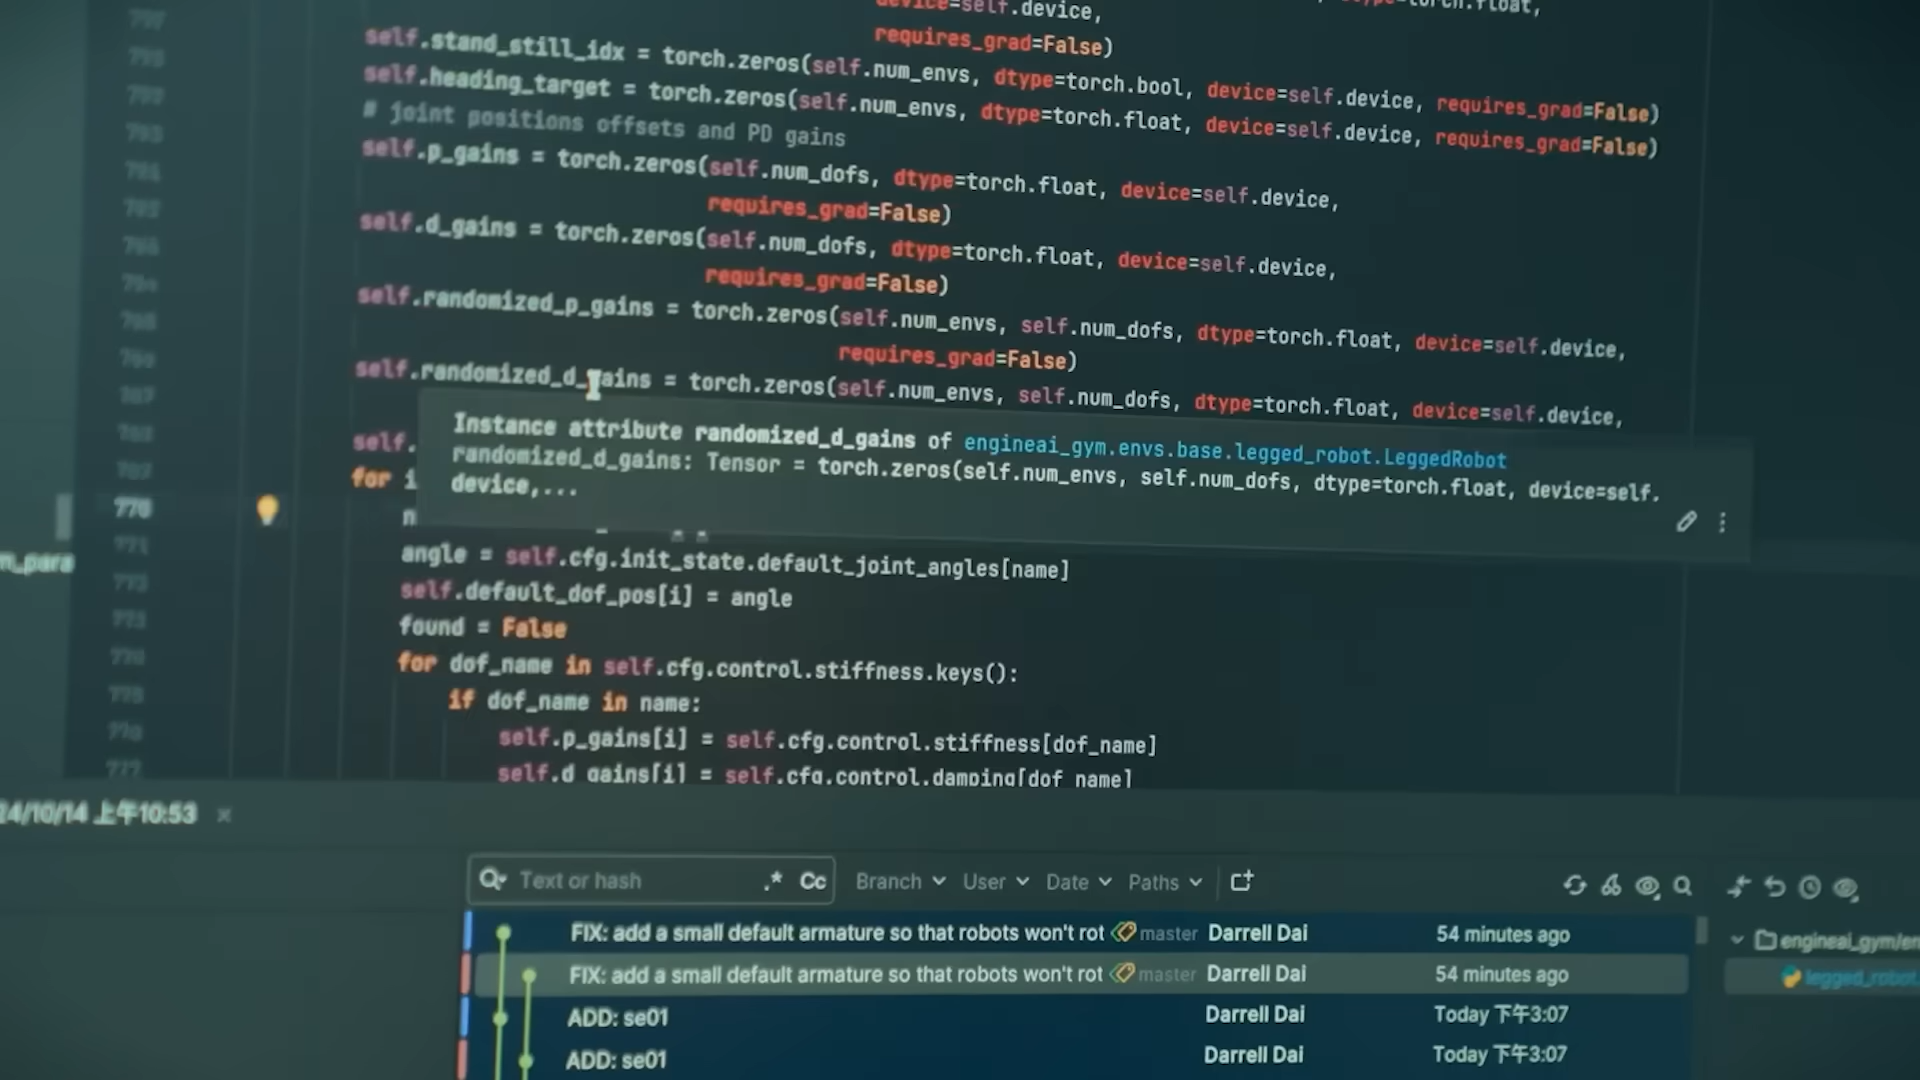 device=self.device,
requires_grad=False)
self.stand_still_idx = torch.zeros(self.num_envs, dtype=torch.bool, device=self.device, requires_grad=False)
self.heading_target = torch.zeros(self.num_envs, dtype=torch.float, device=self.device, requires_grad=False)
# joint positions offsets and PD gains
self.p_gains = torch.zeros(self.num_dofs, dtype=torch.float, device=self.device,
requires_grad=False)
self.d_gains = torch.zeros(self.num_dofs, dtype=torch.float, device=self.device,
requires_grad=False)
self.randomized_p_gains = torch.zeros(self.num_envs, self.num_dofs, dtype=torch.float, device=self.device,
requires_grad=False)
self.randomized_d_gains = torch.zeros(self.num_envs, self.num_dofs, dtype=torch.float, device=self.device,
Instance attribute randomized_d_gains of engineai_gym.envs.base.legged_robot.LeggedRobot
randomized_d_gains: Tensor = torch.zeros(self.num_envs, self.num_dofs, dtype=torch.float, device=self.
device,...
self.
for i
n
770
angle = self.cfg.init_state.default_joint_angles[name]
self.default_dof_pos[i] = angle
found = False
for dof_name in self.cfg.control.stiffness.keys():
if dof_name in name:
self.p_gains[i] = self.cfg.control.stiffness[dof_name]
self.d_gains[i] = self.cfg.control.damping[dof_name]
m_para
24/10/14 上午10:53 ×
Text or hash .* Cc Branch User Date Paths
FIX: add a small default armature so that robots won't rot master Darrell Dai 54 minutes ago
FIX: add a small default armature so that robots won't rot master Darrell Dai 54 minutes ago
ADD: se01 Darrell Dai Today 下午3:07
ADD: se01 Darrell Dai Today 下午3:07
engineai_gym/en
legged_robot.